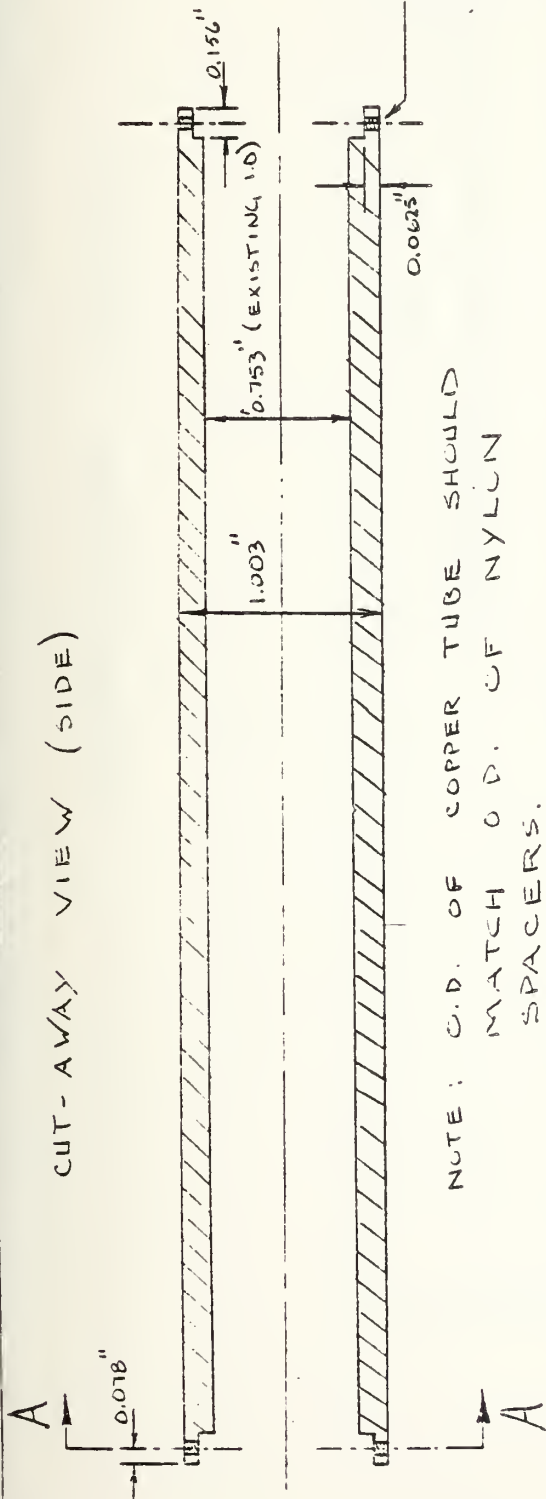 CUT-AWAY VIEW (SIDE)
A
A
0.078"
1.003"
0.753" (EXISTING I.D)
0.156"
0.0625"
NOTE: O.D. OF COPPER TUBE SHOULD
MATCH O.D. OF NYLON
SPACERS.